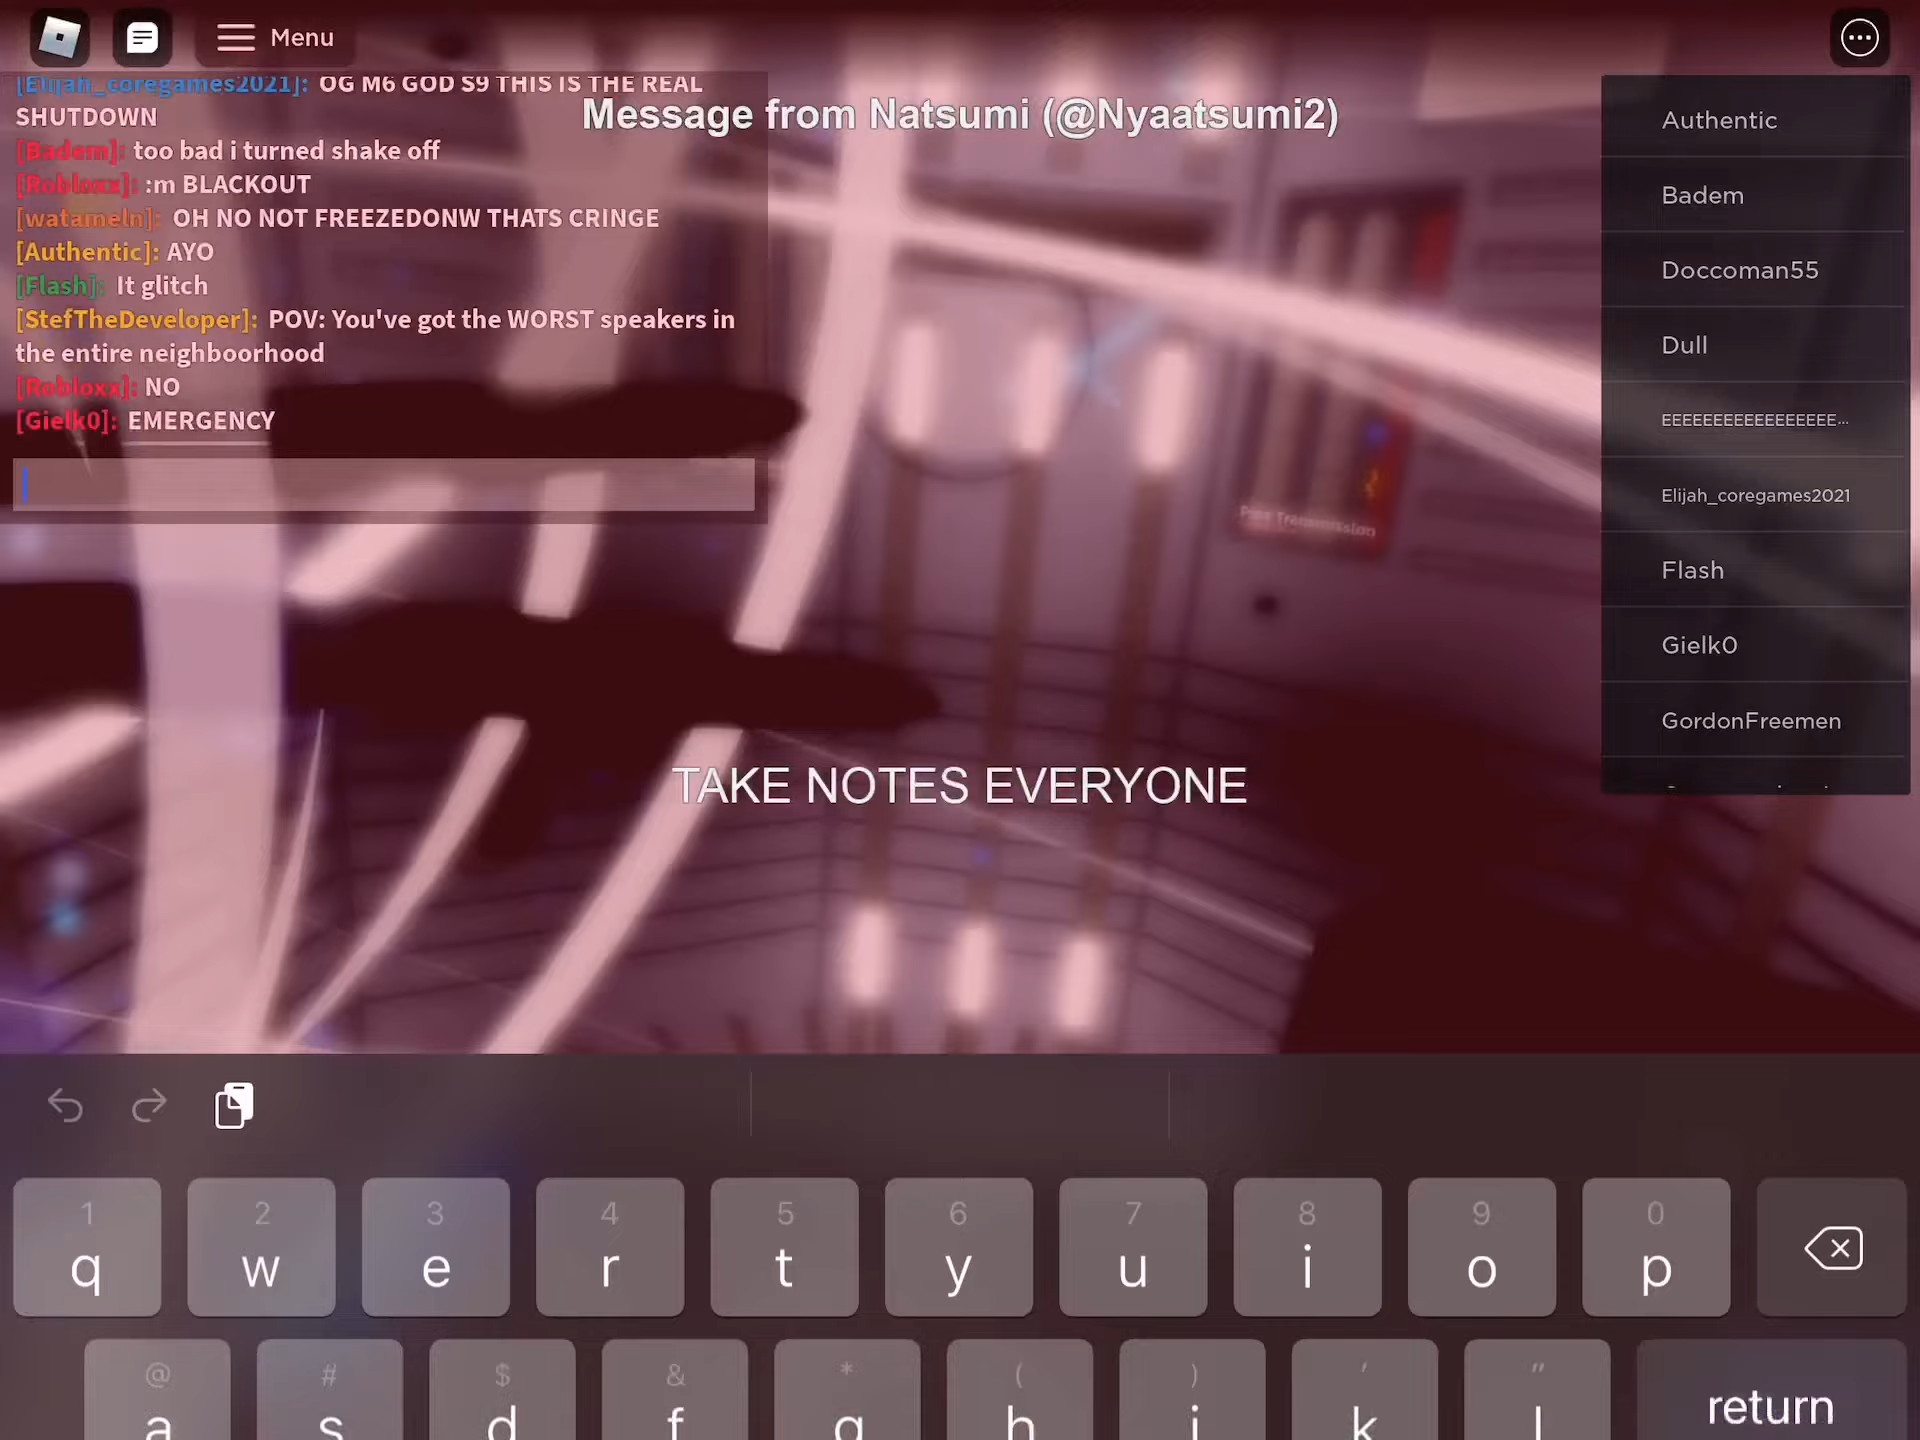 Menu
[Elijah_coregames2021]: OG M6 GOD S9 THIS IS THE REAL
SHUTDOWN
[Badem]: too bad i turned shake off
[Robloxx]: :m BLACKOUT
[watameln]: OH NO NOT FREEZEDONW THATS CRINGE
[Authentic]: AYO
[Flash]: It glitch
[StefTheDeveloper]: POV: You've got the WORST speakers in
the entire neighboorhood
[Robloxx]: NO
[Gielk0]: EMERGENCY
Message from Natsumi (@Nyaatsumi2)
TAKE NOTES EVERYONE
Authentic
Badem
Doccoman55
Dull
EEEEEEEEEEEEEEEEE...
Elijah_coregames2021
Flash
Gielk0
GordonFreemen
1 2 3 4 5 6 7 8 9 0
q w e r t y u i o p
@ # $ & * ( ) ' "
a s d f g h j k l return